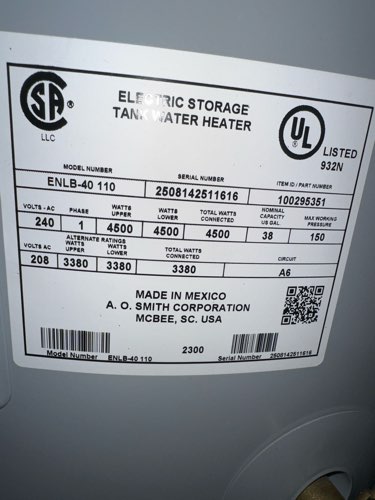 CSA
LLC
ELECTRIC STORAGE
TANK WATER HEATER
UL
LISTED
932N
MODEL NUMBER SERIAL NUMBER ITEM ID / PART NUMBER
ENLB-40 110 2508142511616 100295351
VOLTS - AC PHASE WATTS UPPER WATTS LOWER TOTAL WATTS CONNECTED NOMINAL CAPACITY US GAL. MAX WORKING PRESSURE
240 1 4500 4500 4500 38 150
VOLTS AC ALTERNATE RATINGS WATTS UPPER WATTS LOWER TOTAL WATTS CONNECTED CIRCUIT
208 3380 3380 3380 A6
MADE IN MEXICO
A. O. SMITH CORPORATION
MCBEE, SC. USA
2300
Model Number ENLB-40 110 Serial Number 2508142511616